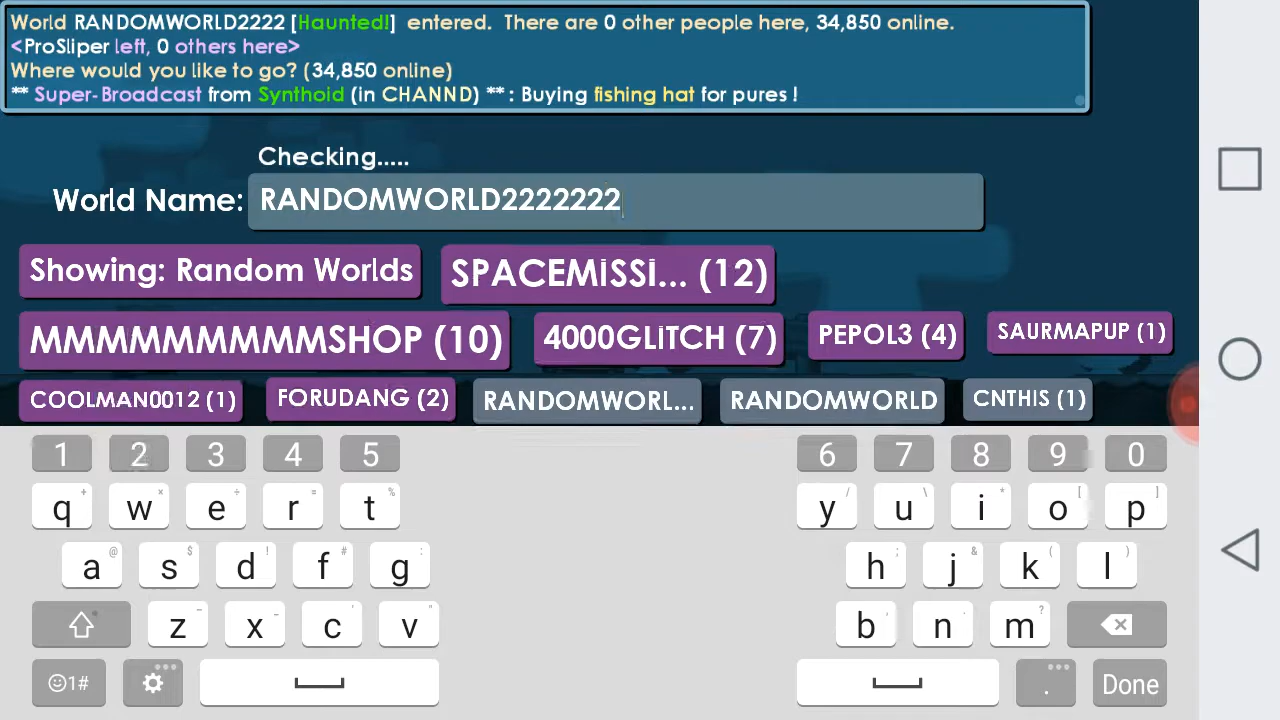 World RANDOMWORLD2222 [Haunted!] entered. There are 0 other people here, 34,850 online.
<ProSliper left, 0 others here>
Where would you like to go? (34,850 online)
** Super-Broadcast from Synthoid (in CHANND) ** : Buying fishing hat for pures !
Checking.....
World Name: RANDOMWORLD2222222
Showing: Random Worlds SPACEMISSI... (12)
MMMMMMMMMMSHOP (10) 4000GLITCH (7) PEPOL3 (4) SAURMAPUP (1)
COOLMAN0012 (1) FORUDANG (2) RANDOMWORL... RANDOMWORLD CNTHIS (1)
1 2 3 4 5 6 7 8 9 0
q + w × e ÷ r = t % y / u \ i * o [ p ]
a @ s $ d ! f # g : h ; j & k ( l )
z - x _ c ' v " b , n . m ?
1# . Done